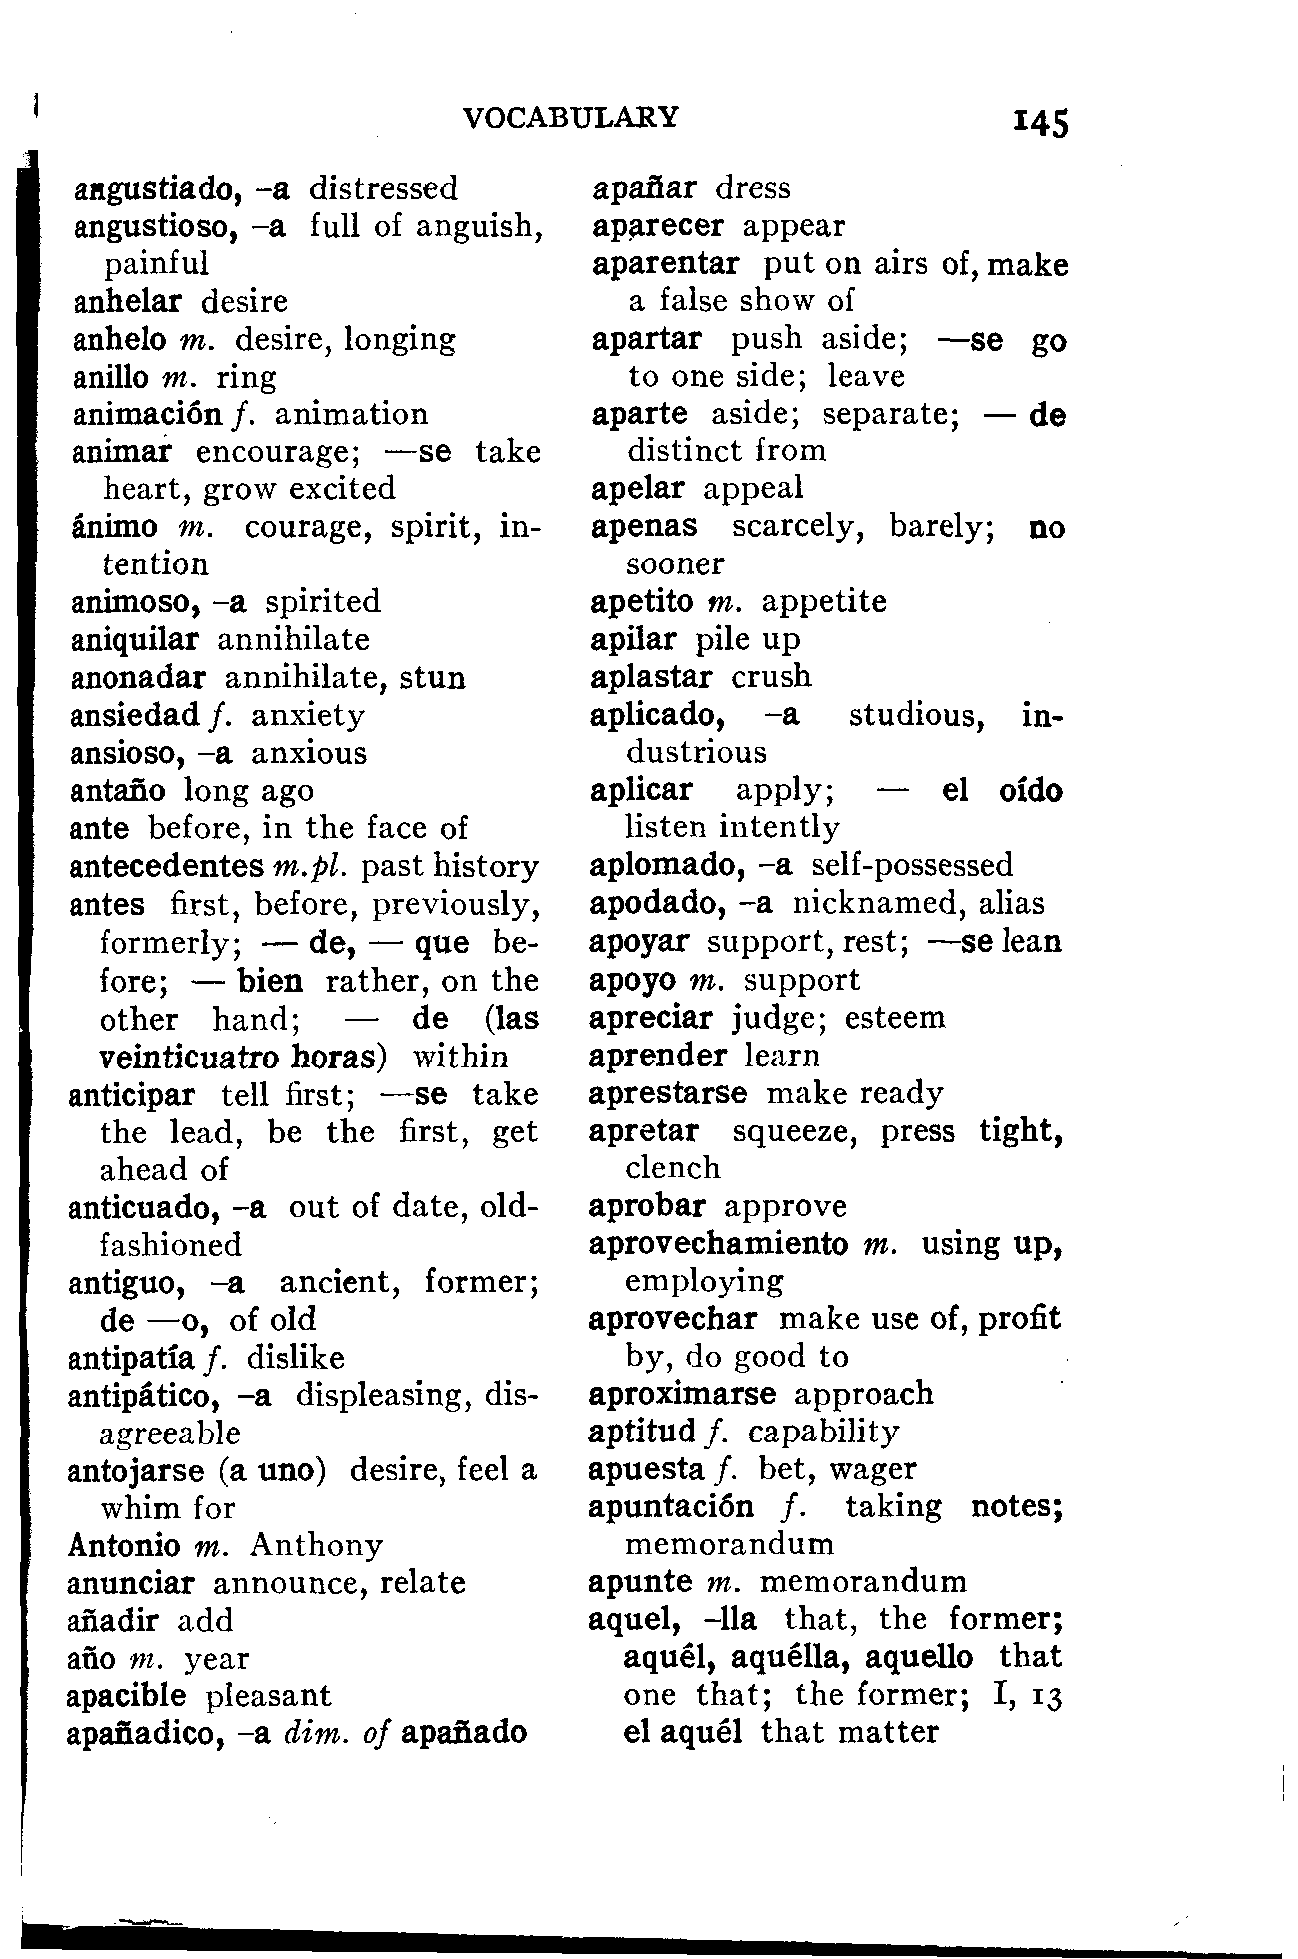 VOCABULARY 145
angustiado, –a distressed
angustioso, –a full of anguish,
painful
anhelar desire
anhelo m. desire, longing
anillo m. ring
animación f. animation
animar encourage; —se take
heart, grow excited
ánimo m. courage, spirit, in-
tention
animoso, –a spirited
aniquilar annihilate
anonadar annihilate, stun
ansiedad f. anxiety
ansioso, –a anxious
antaño long ago
ante before, in the face of
antecedentes m.pl. past history
antes first, before, previously,
formerly; — de, — que be-
fore; — bien rather, on the
other hand; — de (las
veinticuatro horas) within
anticipar tell first; —se take
the lead, be the first, get
ahead of
anticuado, –a out of date, old-
fashioned
antiguo, –a ancient, former;
de —o, of old
antipatía f. dislike
antipático, –a displeasing, dis-
agreeable
antojarse (a uno) desire, feel a
whim for
Antonio m. Anthony
anunciar announce, relate
añadir add
año m. year
apacible pleasant
apañadico, –a dim. of apañado
apañar dress
aparecer appear
aparentar put on airs of, make
a false show of
apartar push aside; —se go
to one side; leave
aparte aside; separate; — de
distinct from
apelar appeal
apenas scarcely, barely; no
sooner
apetito m. appetite
apilar pile up
aplastar crush
aplicado, –a studious, in-
dustrious
aplicar apply; — el oído
listen intently
aplomado, –a self-possessed
apodado, –a nicknamed, alias
apoyar support, rest; —se lean
apoyo m. support
apreciar judge; esteem
aprender learn
aprestarse make ready
apretar squeeze, press tight,
clench
aprobar approve
aprovechamiento m. using up,
employing
aprovechar make use of, profit
by, do good to
aproximarse approach
aptitud f. capability
apuesta f. bet, wager
apuntación f. taking notes;
memorandum
apunte m. memorandum
aquel, –lla that, the former;
aquél, aquélla, aquello that
one that; the former; I, 13
el aquél that matter